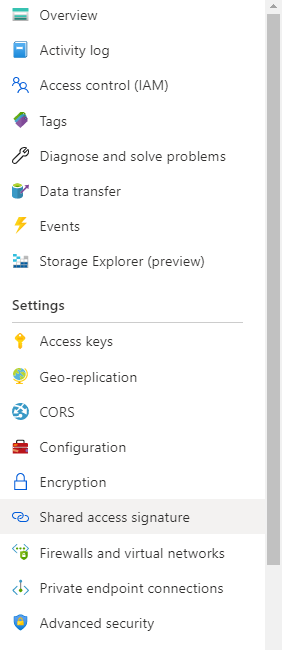 Overview
Activity log
Access control (IAM)
Tags
Diagnose and solve problems
Data transfer
Events
Storage Explorer (preview)
Settings
Access keys
Geo-replication
CORS
Configuration
Encryption
Shared access signature
Firewalls and virtual networks
Private endpoint connections
Advanced security